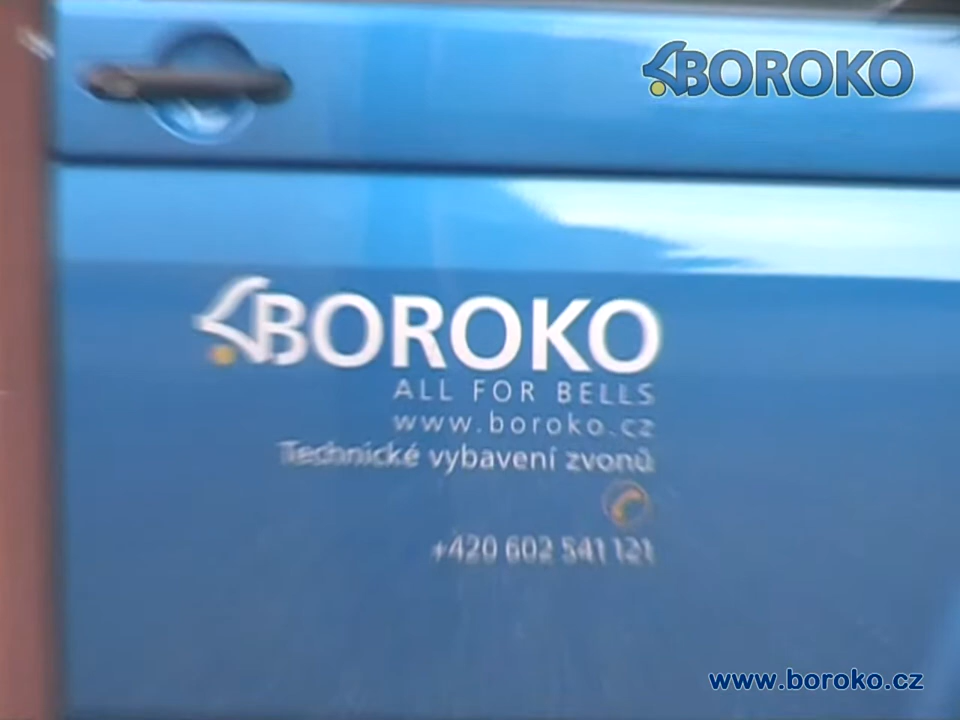 BOROKO
BOROKO
ALL FOR BELLS
www.boroko.cz
Technické vybavení zvonů
+420 602 541 121
www.boroko.cz